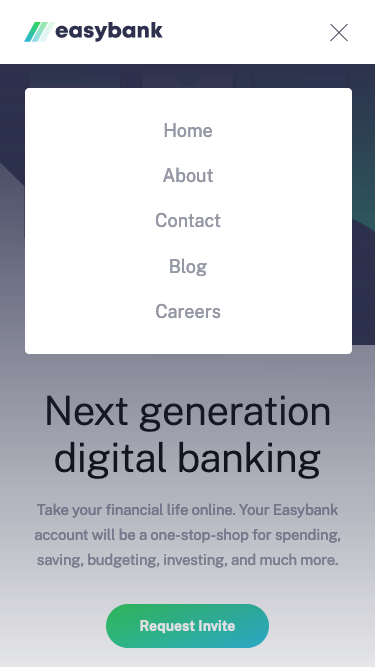 easybank
Home
About
Contact
Blog
Careers
Next generation
digital banking
Take your financial life online. Your Easybank
account will be a one-stop-shop for spending,
saving, budgeting, investing, and much more.
Request Invite